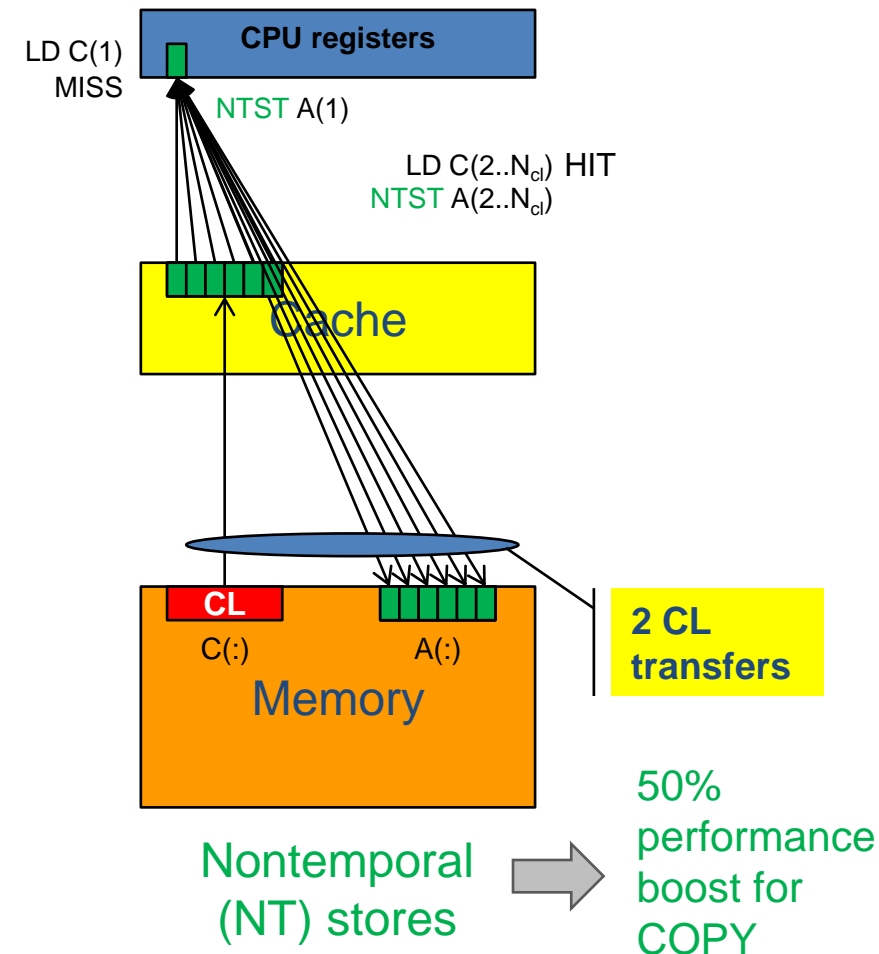 CPU registers
LD C(1)
MISS
NTST A(1)
LD C(2..Ncl) HIT
NTST A(2..Ncl)
Cache
CL
C(:)
A(:)
Memory
2 CL
transfers
Nontemporal
(NT) stores
50%
performance
boost for
COPY